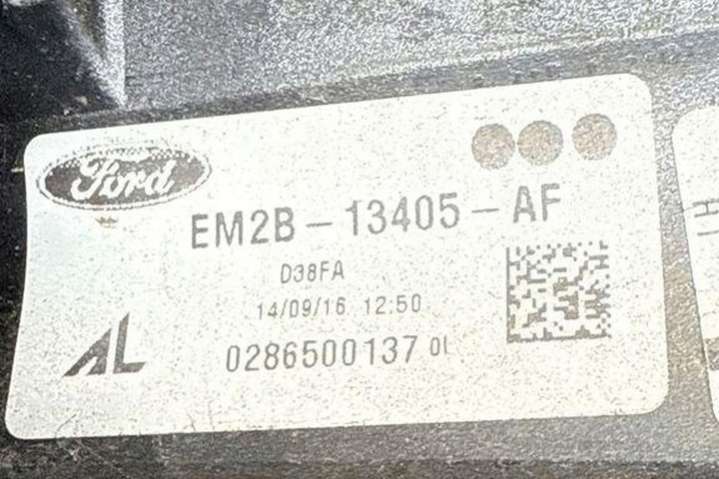 Ford
EM2B-13405-AF
D38FA
14/09/16 12:50
AL
0286500137 01